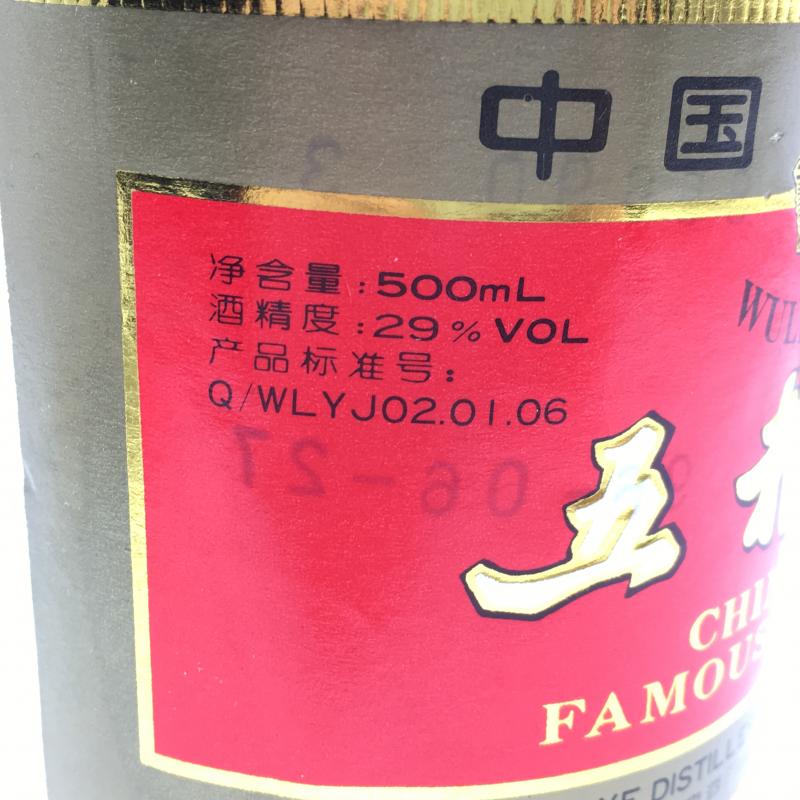 中国
净含量:500mL
酒精度:29%VOL
产品标准号:
Q/WLYJ02.01.06
五
FAMOUS